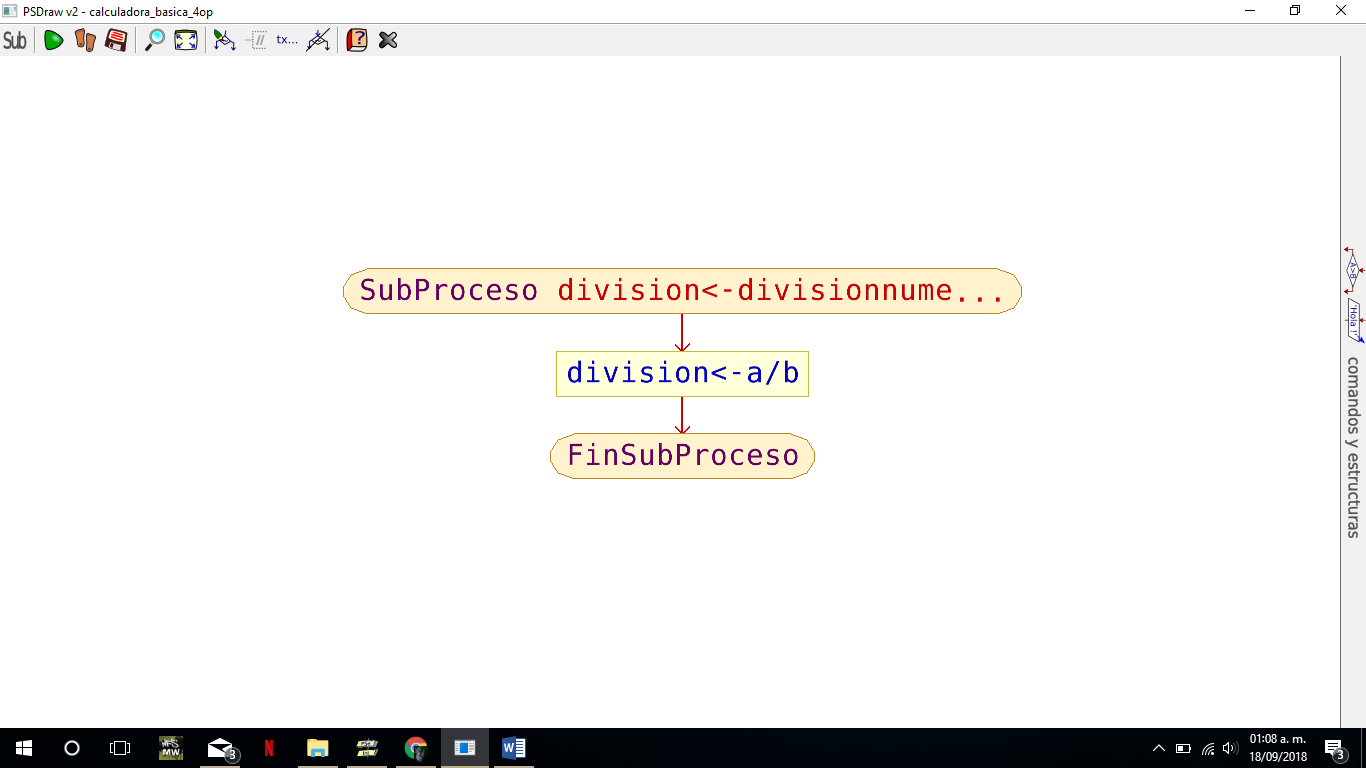 PSDraw v2 - calculadora_basica_4op
Sub
tx...
SubProceso division<-divisionnume...
division<-a/b
FinSubProceso
A>B
'Hola !'
comandos y estructuras
MW
3
N
W
01:08 a. m.
18/09/2018
3